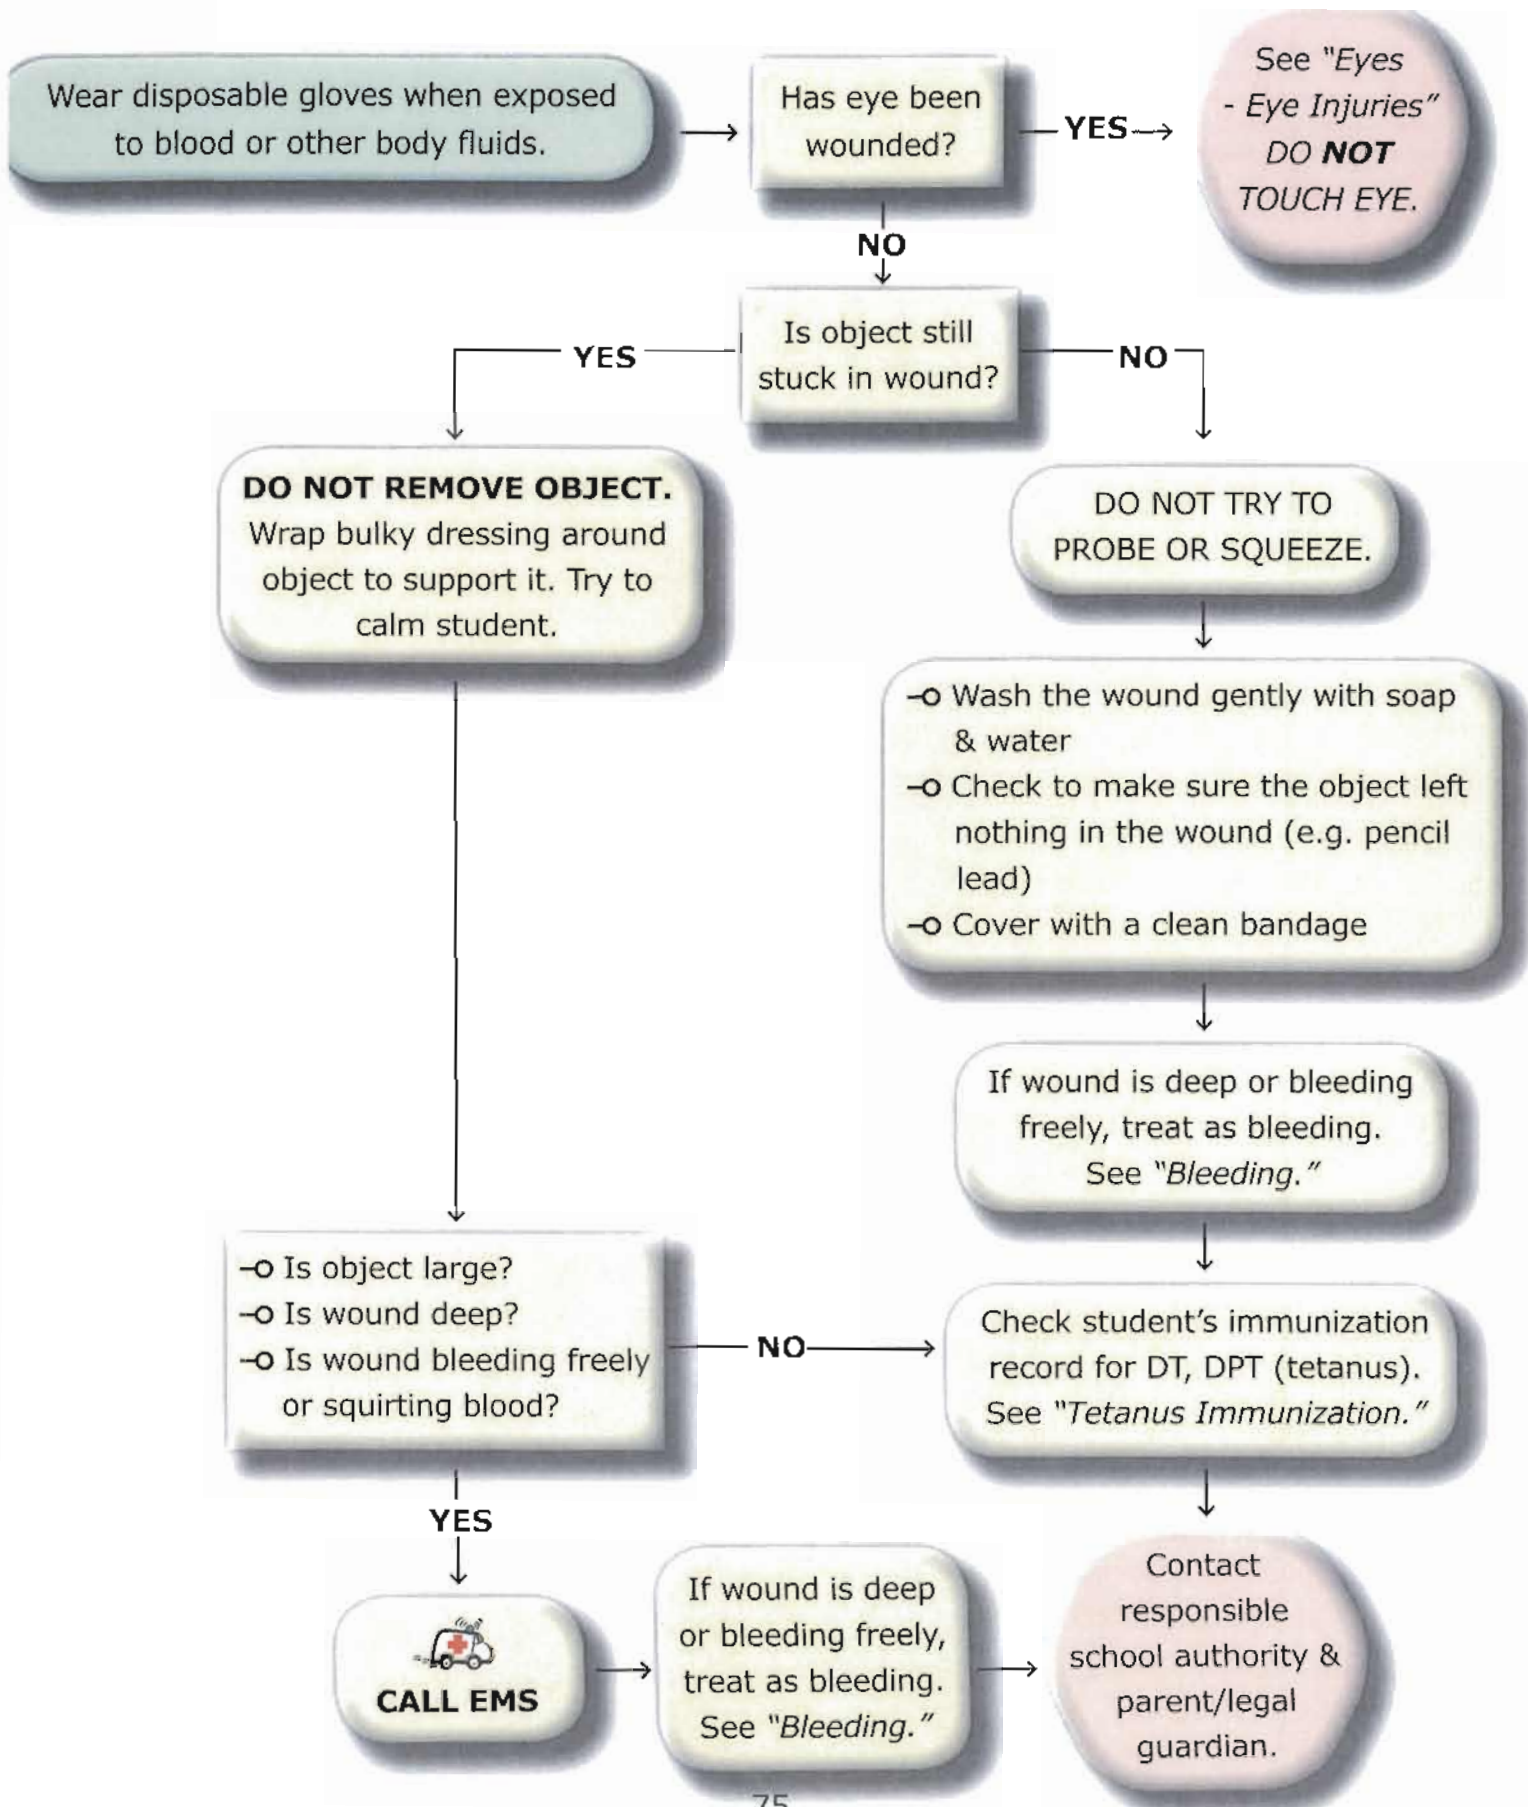 Wear disposable gloves when exposed
to blood or other body fluids.
Has eye been
wounded?
YES
See "Eyes
- Eye Injuries"
DO NOT
TOUCH EYE.
NO
Is object still
stuck in wound?
YES
NO
DO NOT REMOVE OBJECT.
Wrap bulky dressing around
object to support it. Try to
calm student.
DO NOT TRY TO
PROBE OR SQUEEZE.
Wash the wound gently with soap
& water
Check to make sure the object left
nothing in the wound (e.g. pencil
lead)
Cover with a clean bandage
If wound is deep or bleeding
freely, treat as bleeding.
See "Bleeding."
Is object large?
Is wound deep?
Is wound bleeding freely
or squirting blood?
NO
Check student's immunization
record for DT, DPT (tetanus).
See "Tetanus Immunization."
YES
CALL EMS
If wound is deep
or bleeding freely,
treat as bleeding.
See "Bleeding."
Contact
responsible
school authority &
parent/legal
guardian.
75